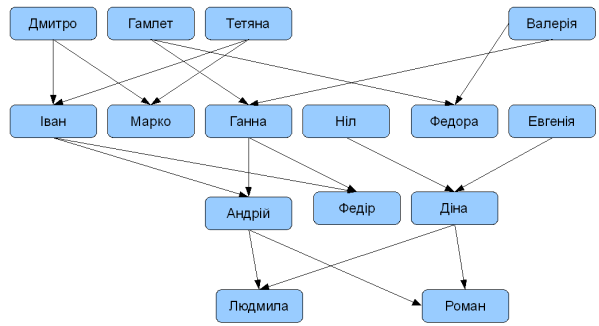 Дмитро
Гамлет
Тетяна
Валерія
Іван
Марко
Ганна
Ніл
Федора
Евгенія
Андрій
Федір
Діна
Людмила
Роман